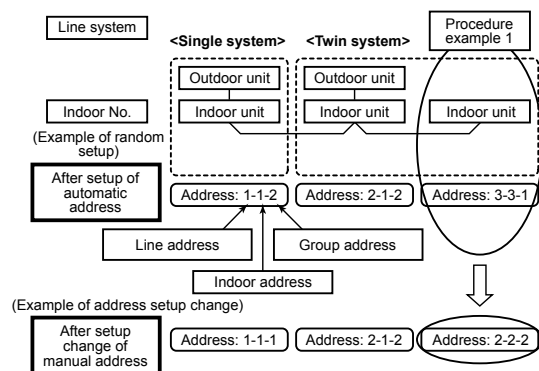 Line system
<Single system>
<Twin system>
Procedure
example 1
Outdoor unit
Outdoor unit
Indoor No.
Indoor unit
Indoor unit
Indoor unit
(Example of random
setup)
After setup of
automatic
address
Address: 1-1-2
Address: 2-1-2
Address: 3-3-1
Line address
Group address
Indoor address
(Example of address setup change)
After setup
change of
manual address
Address: 1-1-1
Address: 2-1-2
Address: 2-2-2